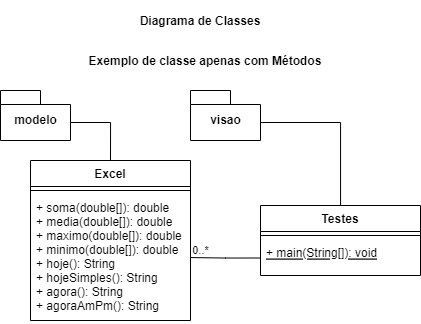 Diagrama de Classes
Exemplo de classe apenas com Métodos
modelo
visao
Excel
+ soma(double[]): double
+ media(double[]): double
+ maximo(double[]): double
+ minimo(double[]): double
+ hoje(): String
+ hojeSimples(): String
+ agora(): String
+ agoraAmPm(): String
0..*
Testes
+ main(String[]): void